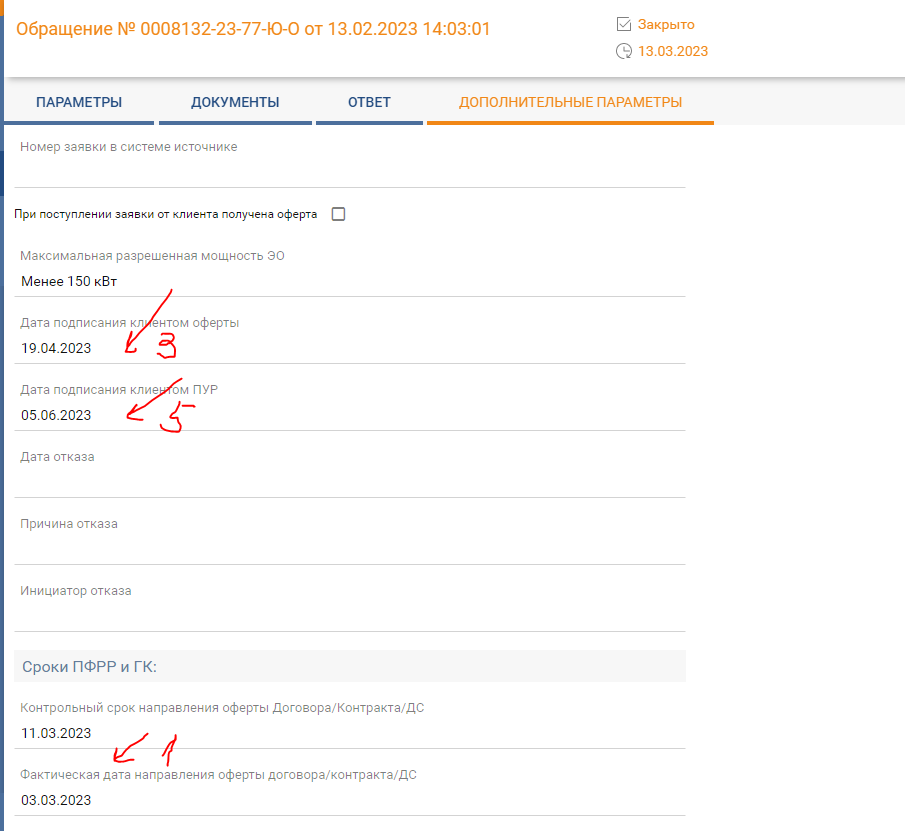 Обращение № 0008132-23-77-Ю-О от 13.02.2023 14:03:01
Закрыто
13.03.2023
ПАРАМЕТРЫ ДОКУМЕНТЫ ОТВЕТ ДОПОЛНИТЕЛЬНЫЕ ПАРАМЕТРЫ
Номер заявки в системе источнике
При поступлении заявки от клиента получена оферта
Максимальная разрешенная мощность ЭО
Менее 150 кВт
Дата подписания клиентом оферты
19.04.2023 3
Дата подписания клиентом ПУР
05.06.2023 5
Дата отказа
Причина отказа
Инициатор отказа
Сроки ПФРР и ГК:
Контрольный срок направления оферты Договора/Контракта/ДС
11.03.2023
1
Фактическая дата направления оферты договора/контракта/ДС
03.03.2023